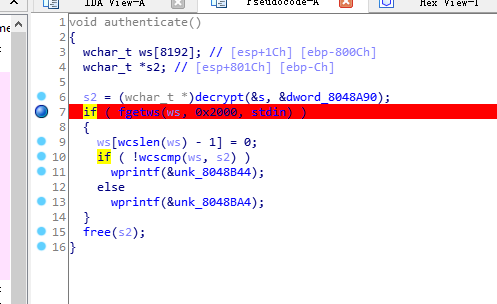 IDA View-A Pseudocode-A Hex View-1
1 void authenticate()
2 {
3 wchar_t ws[8192]; // [esp+1Ch] [ebp-800Ch]
4 wchar_t *s2; // [esp+801Ch] [ebp-Ch]
5
6 s2 = (wchar_t *)decrypt(&s, &dword_8048A90);
7 if ( fgetws(ws, 0x2000, stdin) )
8 {
9 ws[wcslen(ws) - 1] = 0;
10 if ( !wcscmp(ws, s2) )
11 wprintf(&unk_8048B44);
12 else
13 wprintf(&unk_8048BA4);
14 }
15 free(s2);
16 }